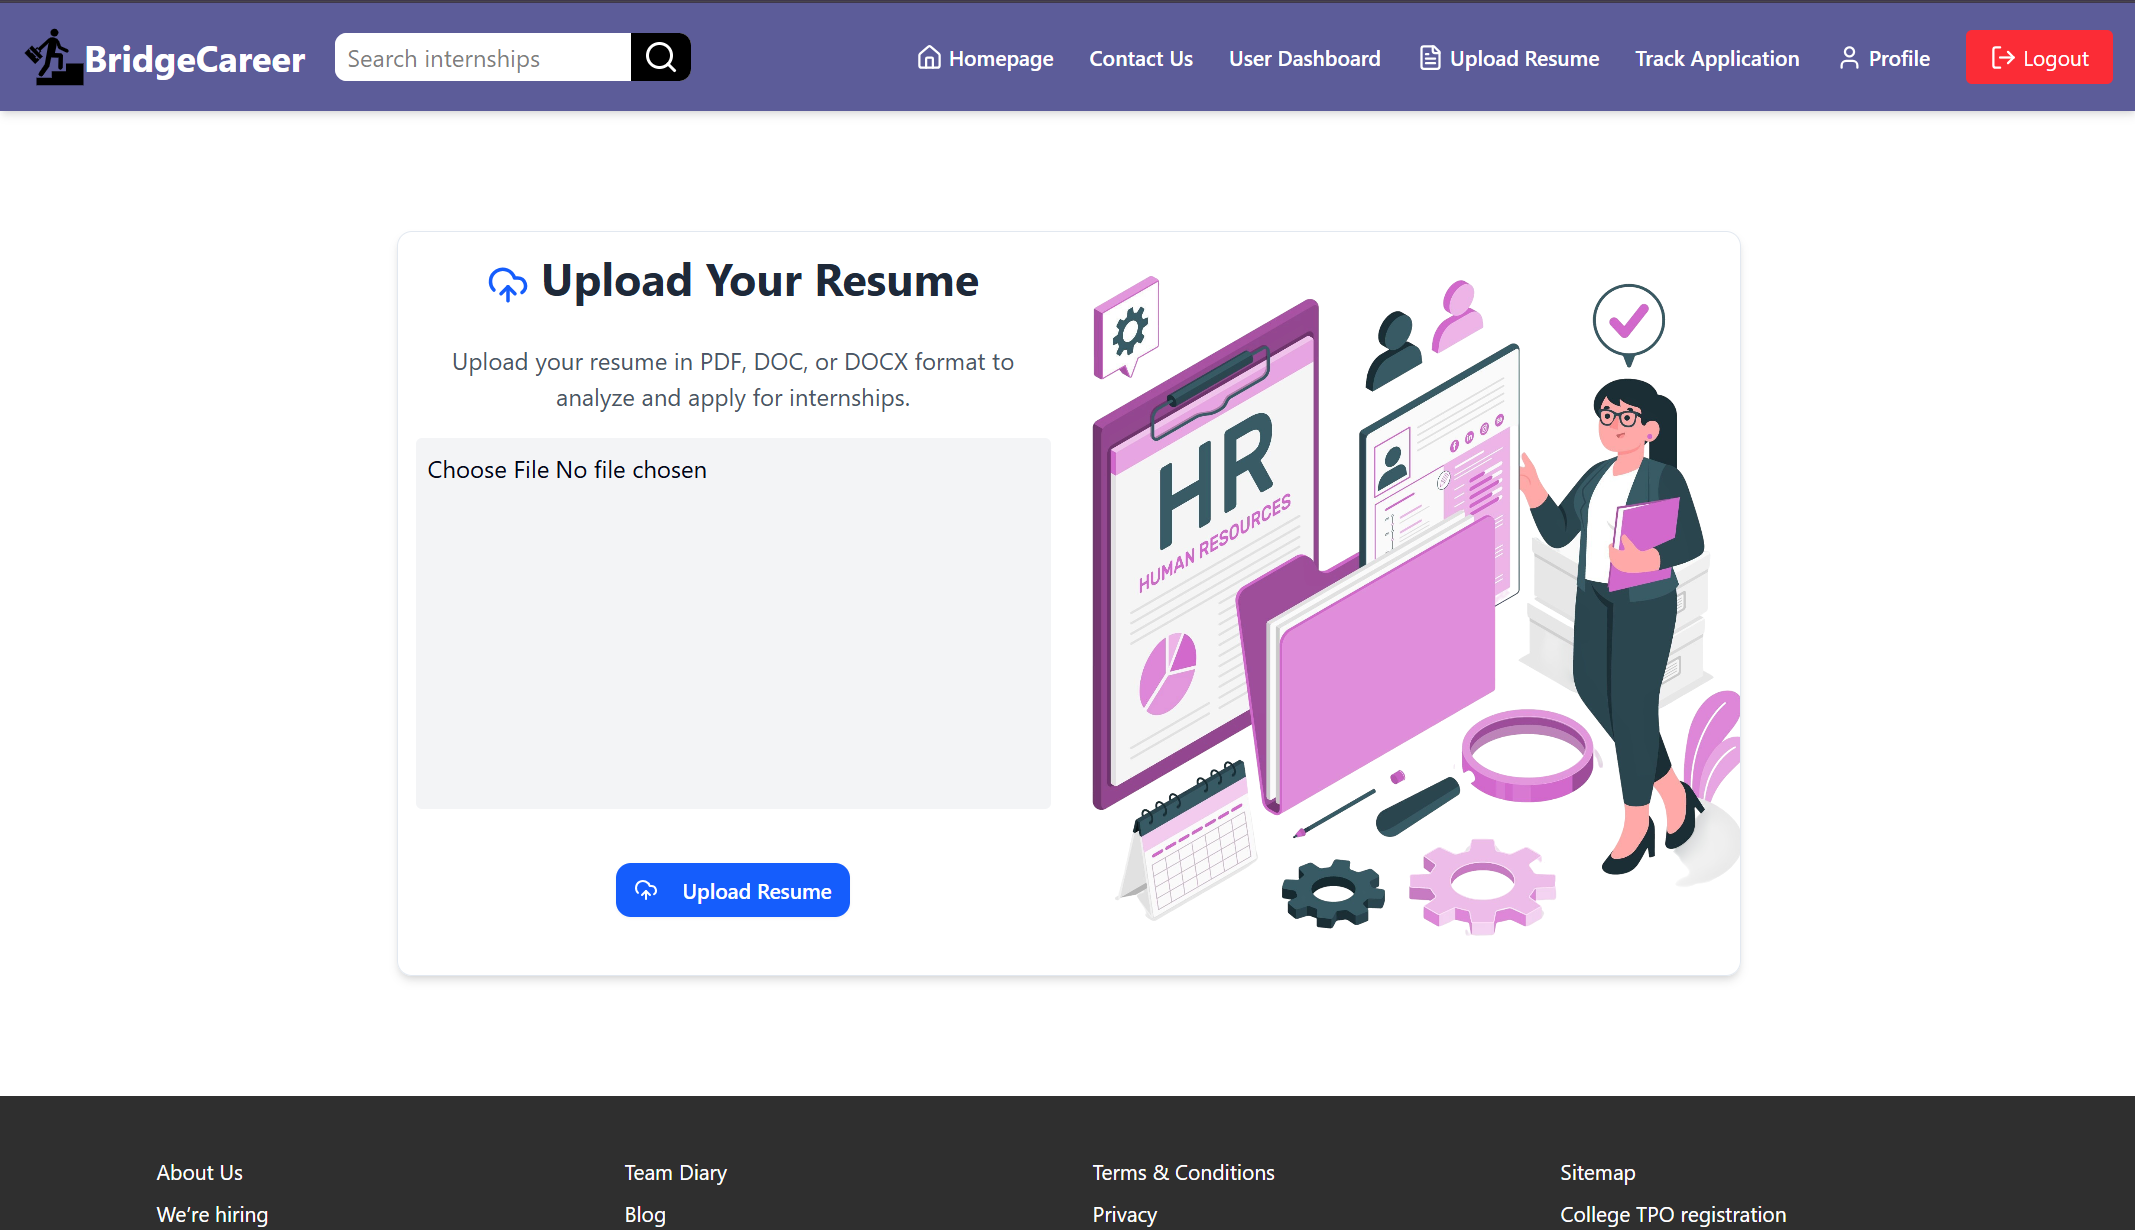 BridgeCareer
Search internships
Homepage
Contact Us
User Dashboard
Upload Resume
Track Application
Profile
Logout
Upload Your Resume
Upload your resume in PDF, DOC, or DOCX format to
analyze and apply for internships.
Choose File No file chosen
Upload Resume
HR
HUMAN RESOURCES
About Us
Team Diary
Terms & Conditions
Sitemap
We're hiring
Blog
Privacy
College TPO registration